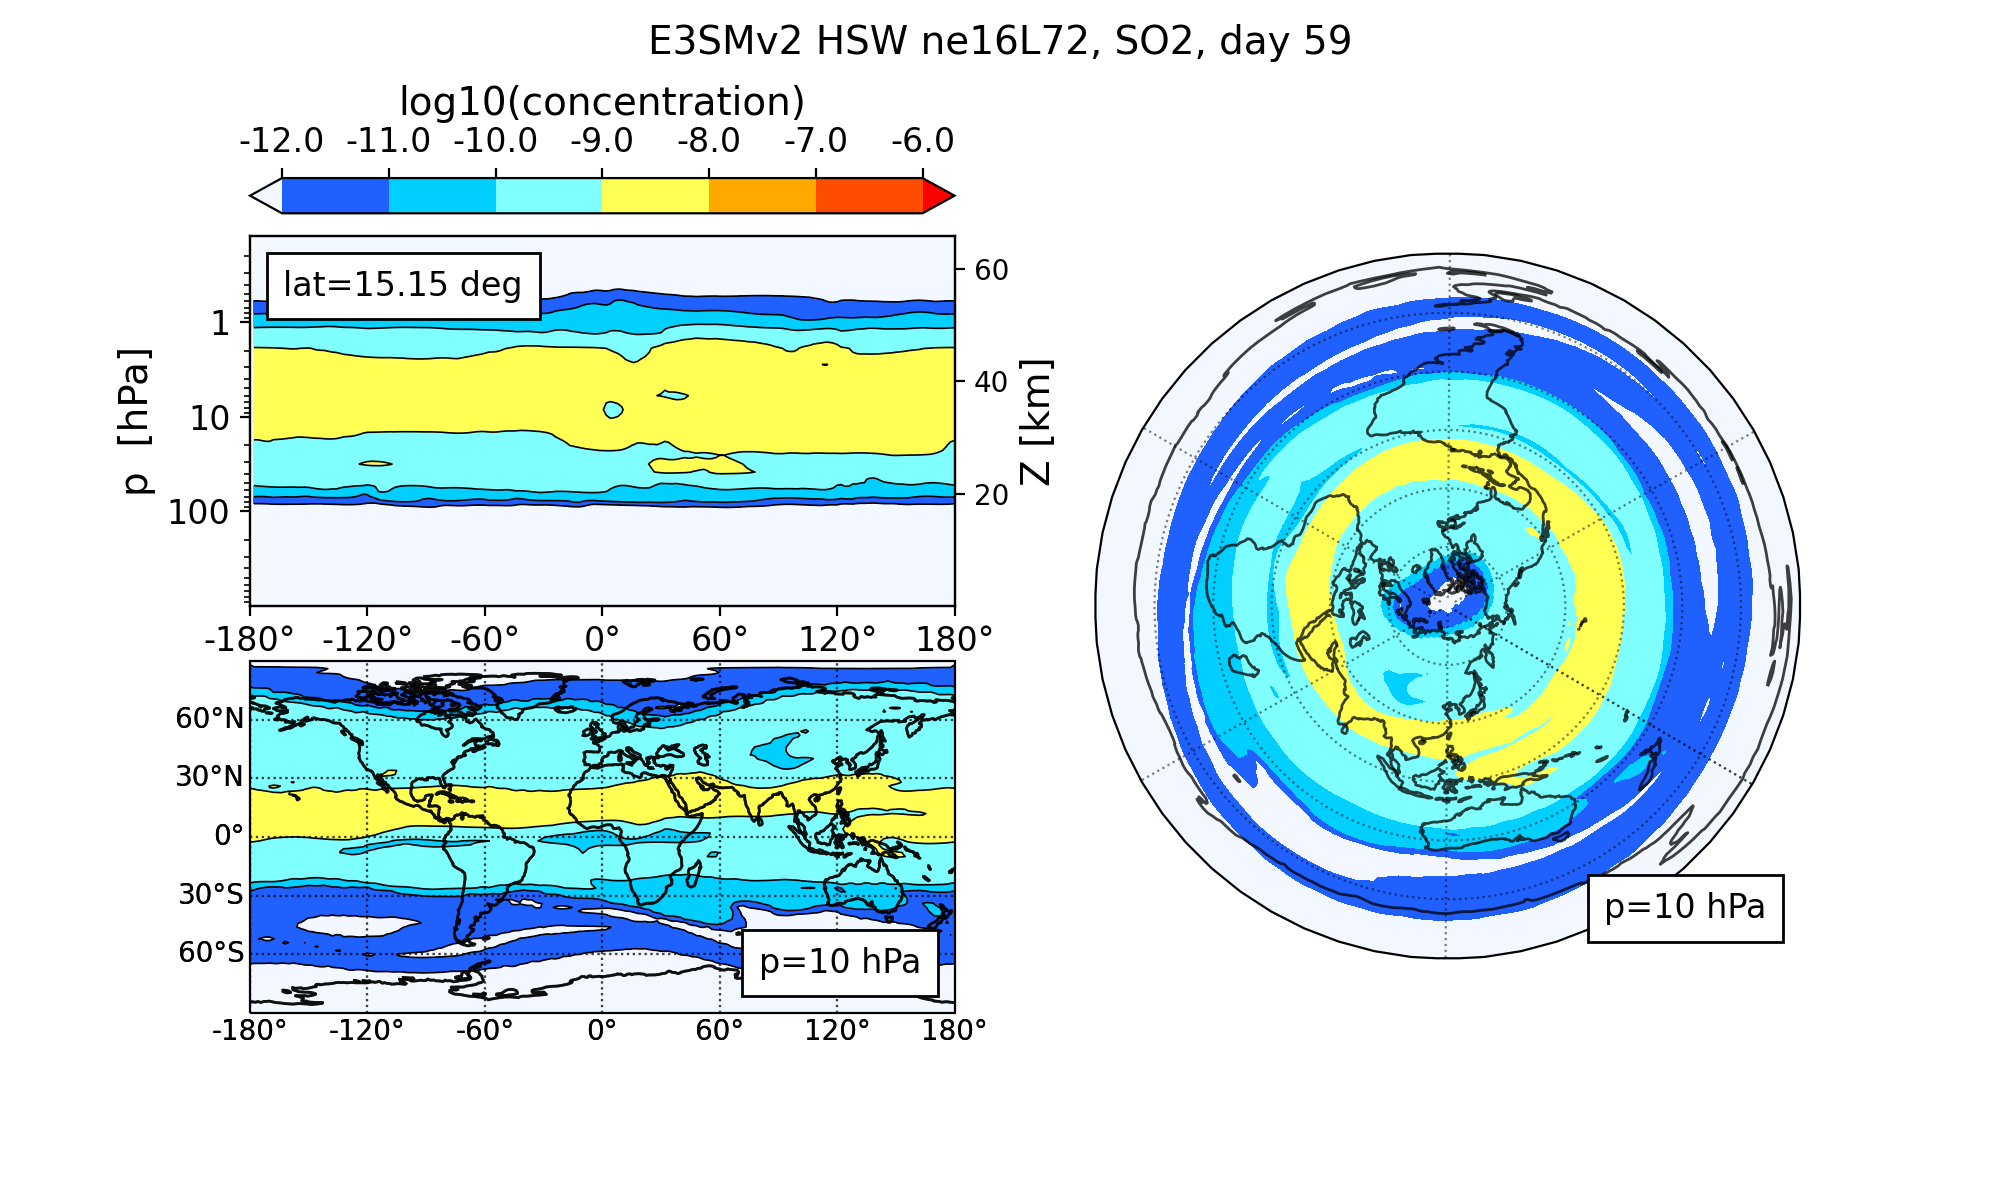 E3SMv2 HSW ne16L72, SO2, day 59
log10(concentration)
-12.0 -11.0 -10.0 -9.0 -8.0 -7.0 -6.0
lat=15.15 deg
p [hPa]
1
10
100
60
40
20
Z [km]
-180° -120° -60° 0° 60° 120° 180°
60°N
30°N
0°
30°S
60°S
p=10 hPa
-180° -120° -60° 0° 60° 120° 180°
p=10 hPa